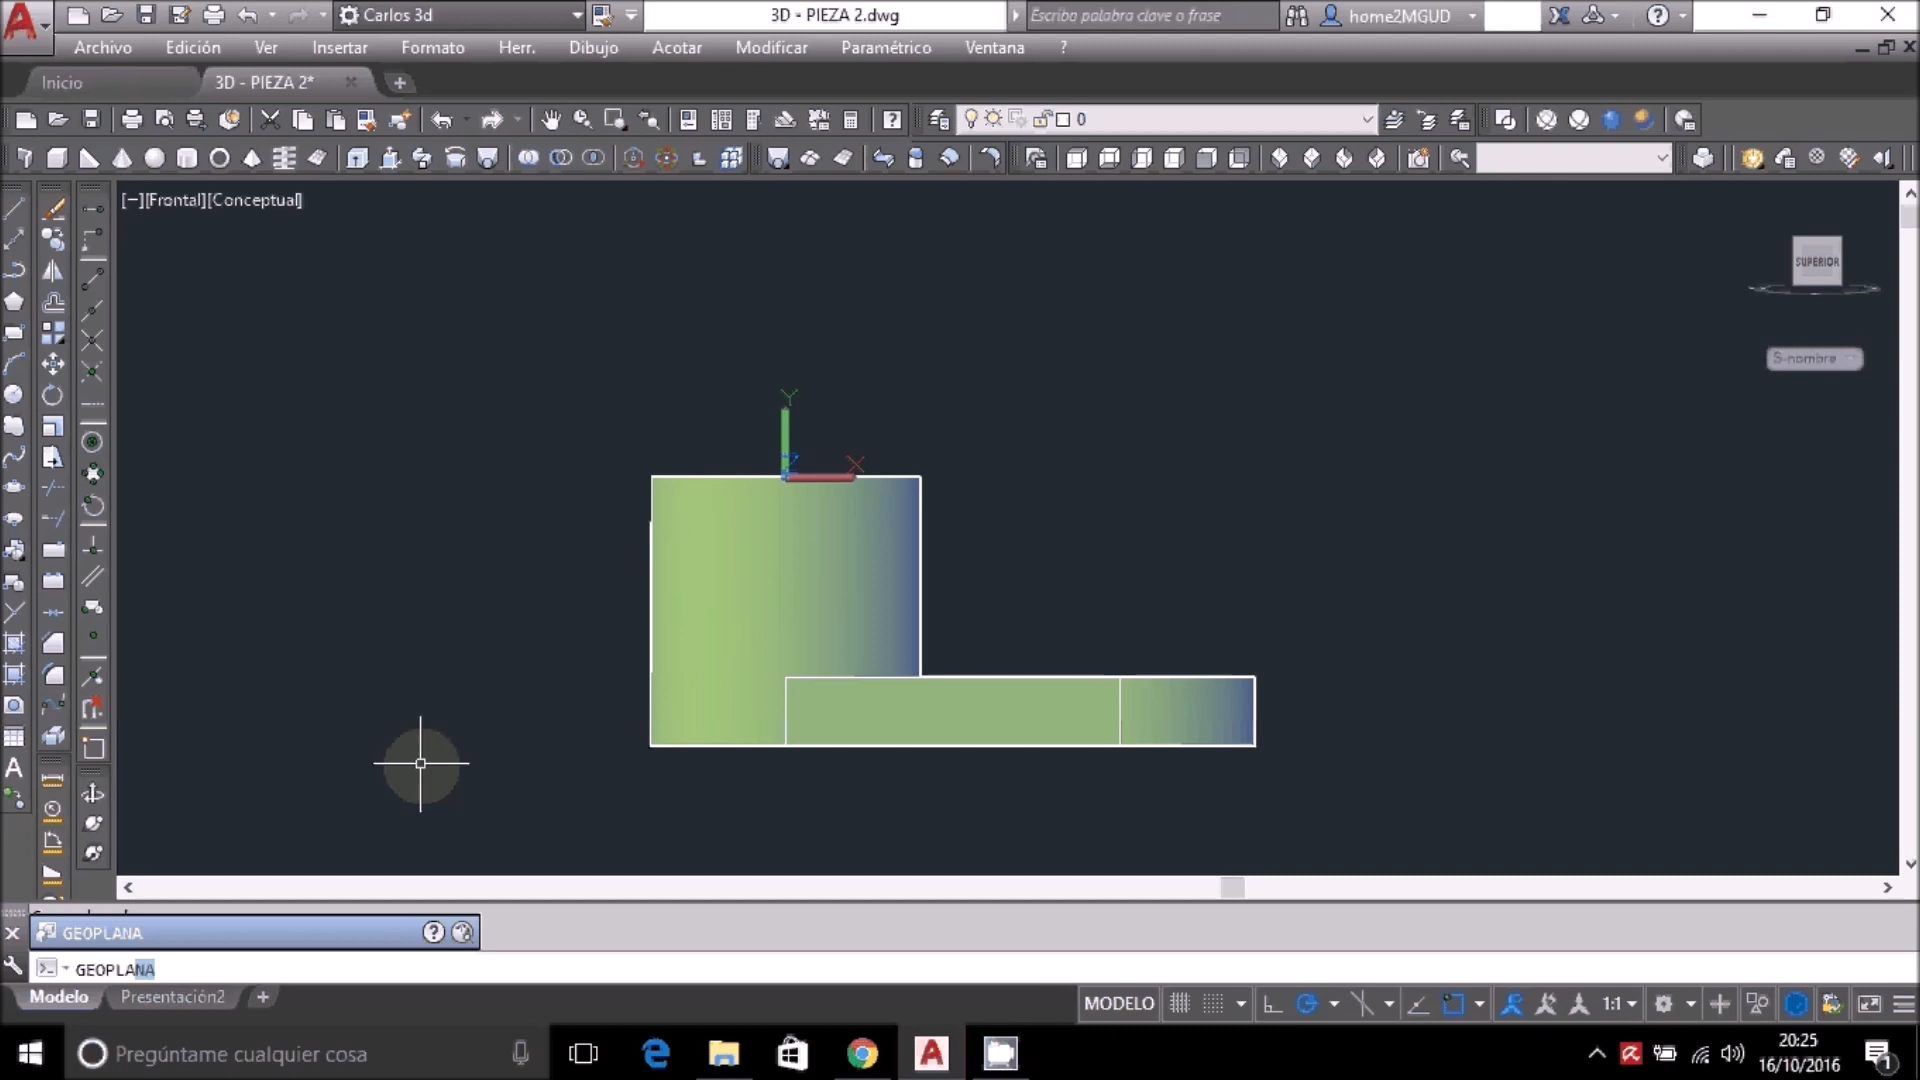 Carlos 3d
3D - PIEZA 2.dwg
Escriba palabra clave o frase
home2MGUD
Archivo Edición Ver Insertar Formato Herr. Dibujo Acotar Modificar Paramétrico Ventana ?
Inicio
3D - PIEZA 2*
0
[−][Frontal][Conceptual]
SUPERIOR
S-nombre
Y
X
Z
GEOPLANA
GEOPLANA
Modelo
Presentación2
MODELO
1:1
Pregúntame cualquier cosa
20:25
16/10/2016
1